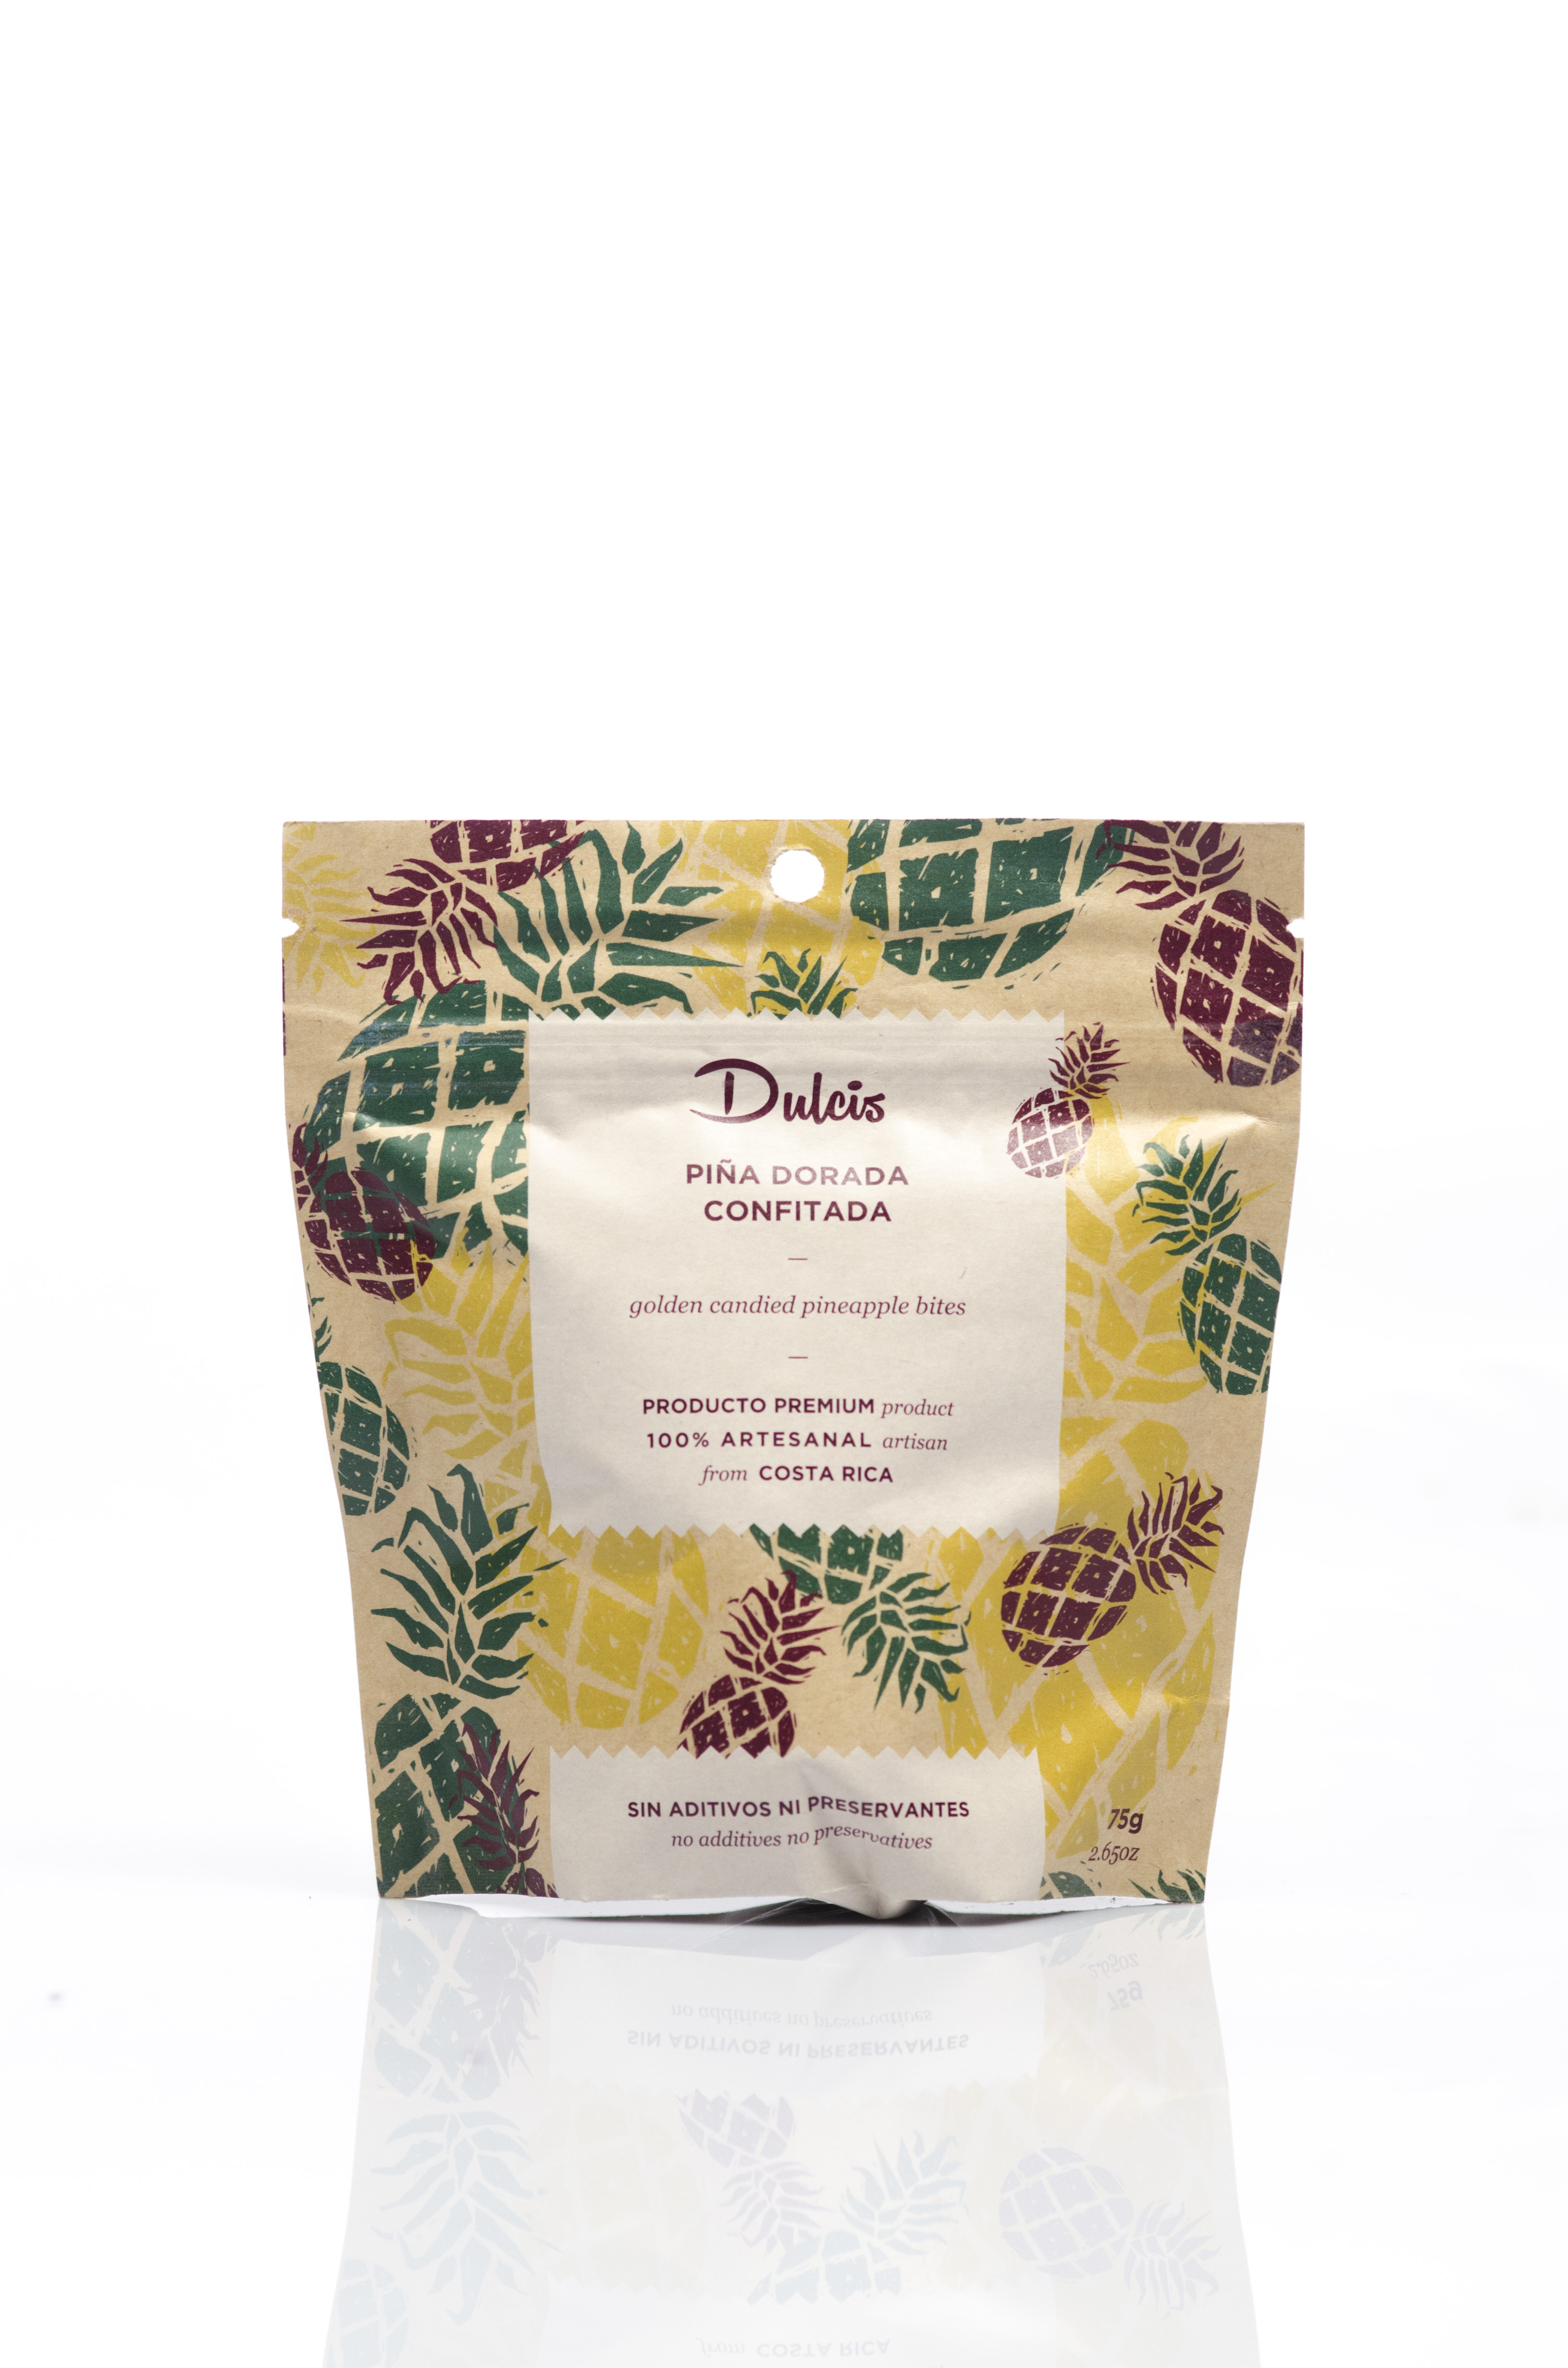 Dulcis
PIÑA DORADA
CONFITADA
golden candied pineapple bites
PRODUCTO PREMIUM product
100% ARTESANAL artisan
from COSTA RICA
SIN ADITIVOS NI PRESERVANTES
no additives no preservatives
75g
2.65oz